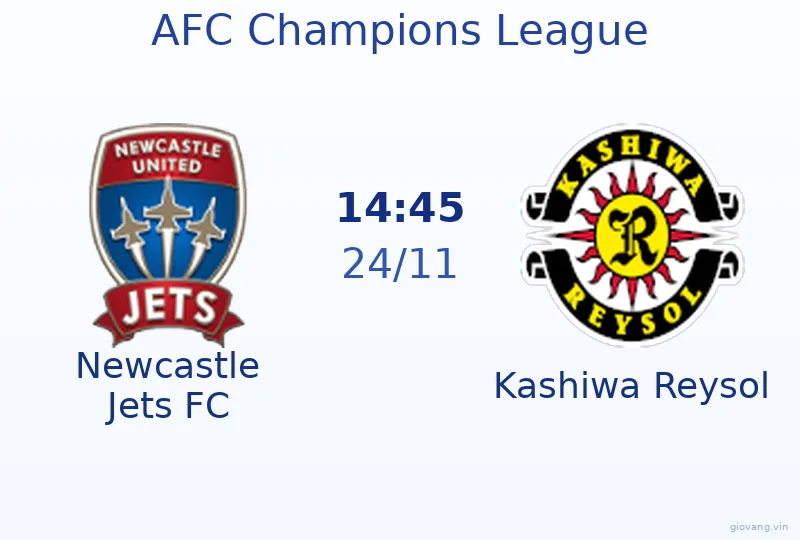 AFC Champions League
NEWCASTLE
UNITED
JETS
Newcastle
Jets FC
14:45
24/11
KASHIWA
R
REYSOL
Kashiwa Reysol
giovang.vin